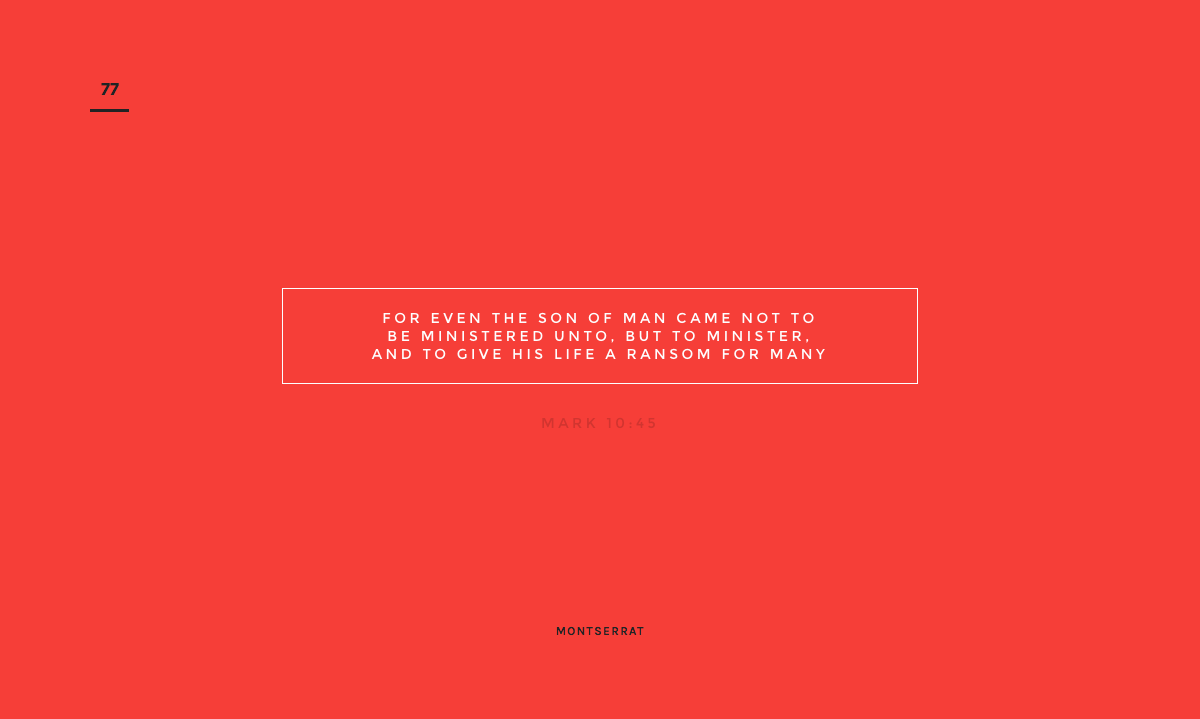 77
FOR EVEN THE SON OF MAN CAME NOT TO
BE MINISTERED UNTO, BUT TO MINISTER,
AND TO GIVE HIS LIFE A RANSOM FOR MANY
MARK 10:45
MONTSERRAT